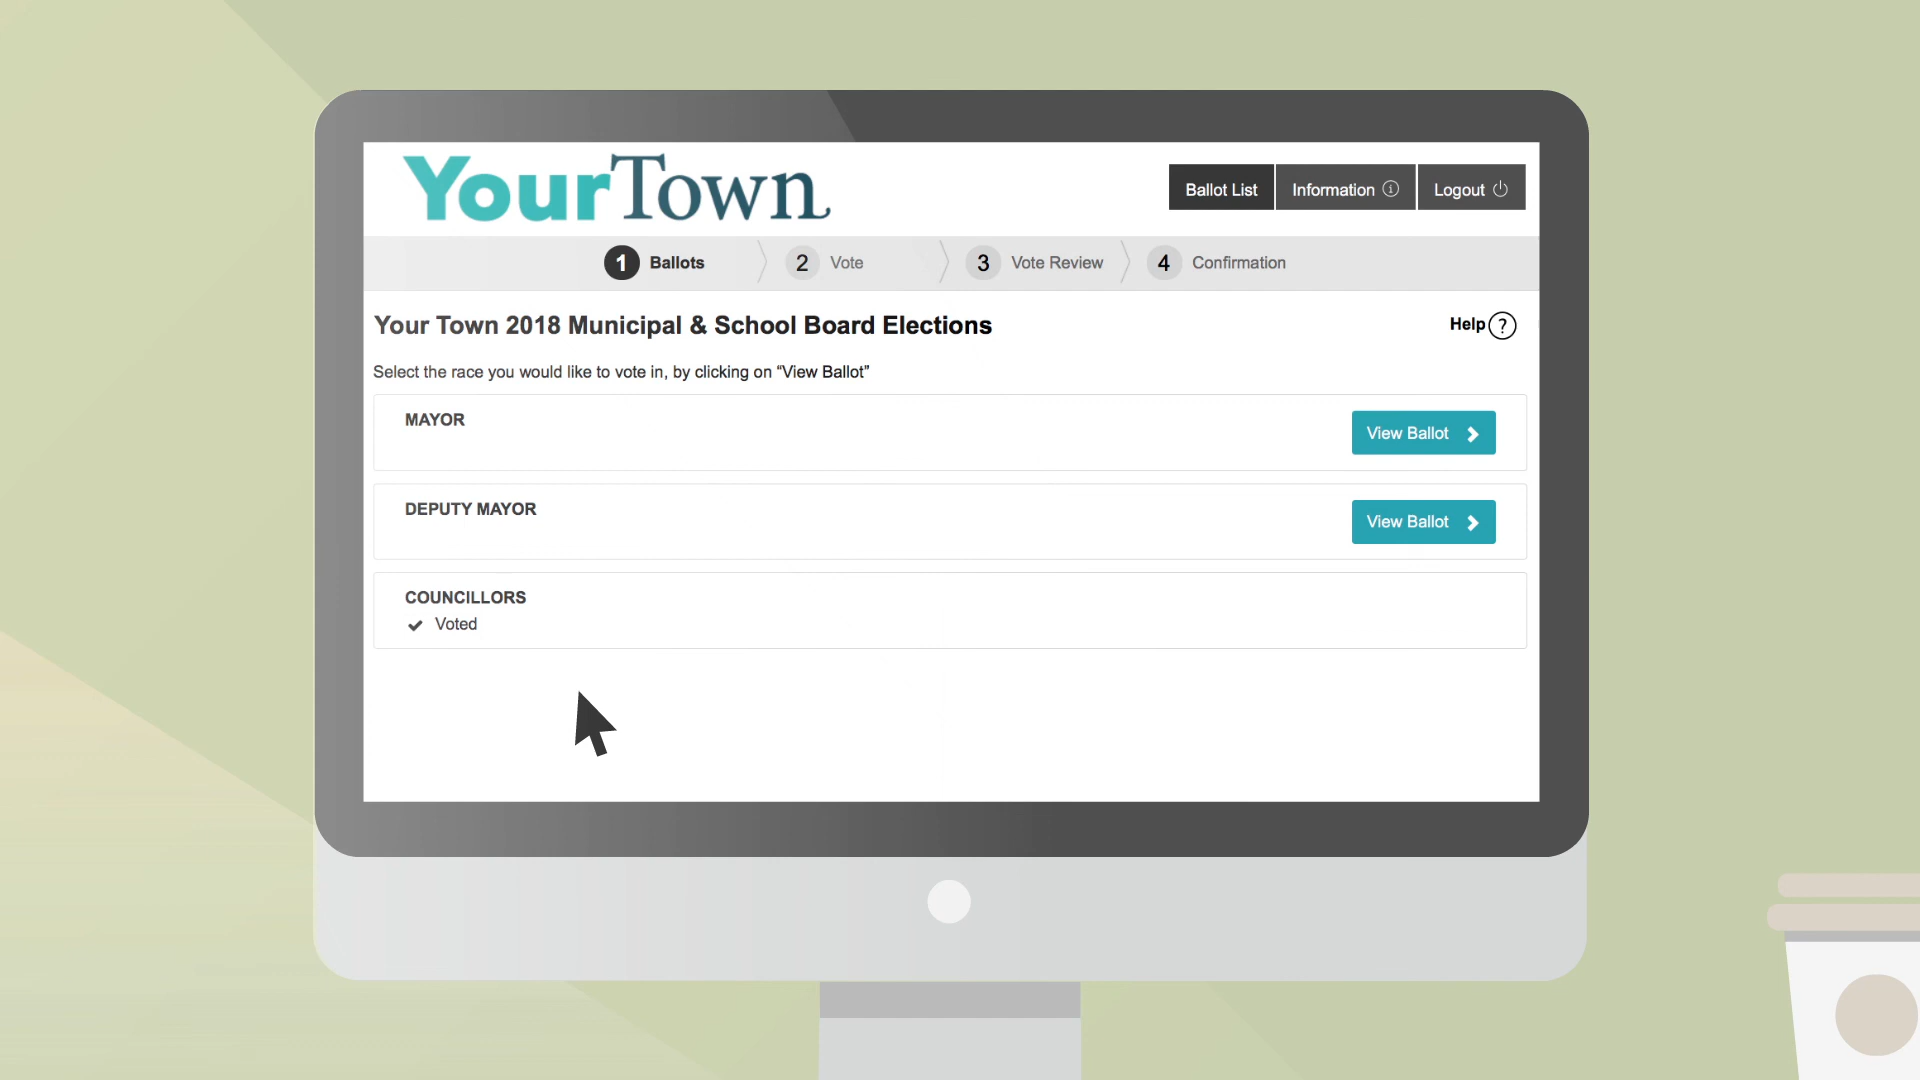 YourTown
Ballot List
Information
Logout
1 Ballots
2 Vote
3 Vote Review
4 Confirmation
Your Town 2018 Municipal & School Board Elections
Help ?
Select the race you would like to vote in, by clicking on “View Ballot”
MAYOR
View Ballot
DEPUTY MAYOR
View Ballot
COUNCILLORS
Voted